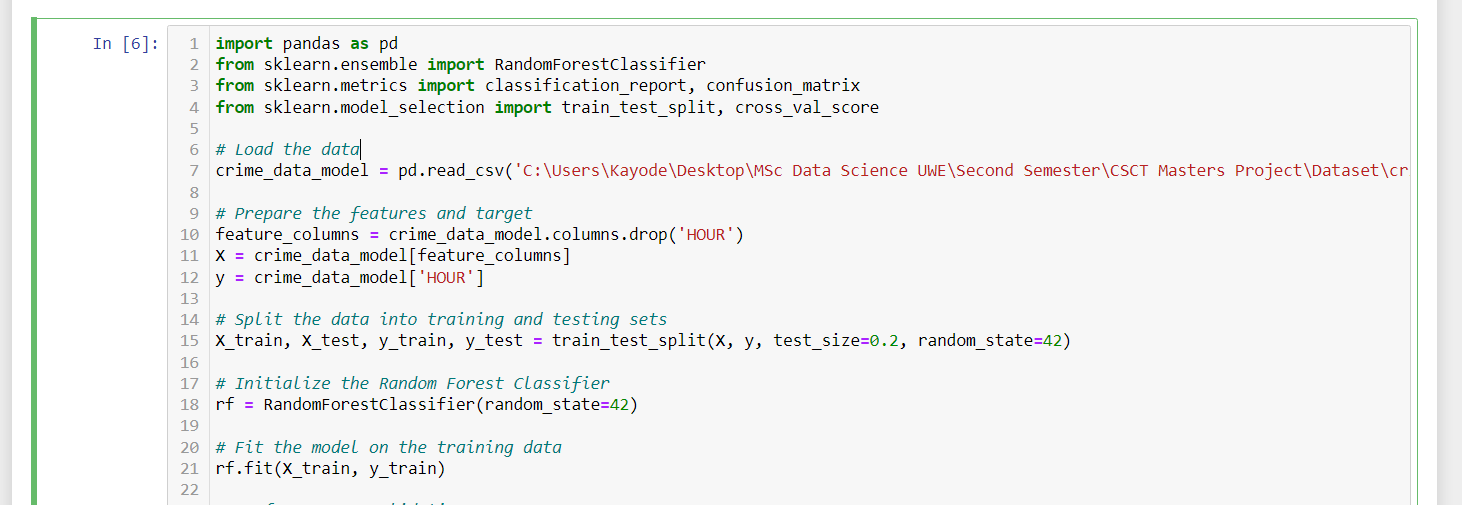 In [6]:
1 import pandas as pd
2 from sklearn.ensemble import RandomForestClassifier
3 from sklearn.metrics import classification_report, confusion_matrix
4 from sklearn.model_selection import train_test_split, cross_val_score
5
6 # Load the data
7 crime_data_model = pd.read_csv('C:\Users\Kayode\Desktop\MSc Data Science UWE\Second Semester\CSCT Masters Project\Dataset\cr
8
9 # Prepare the features and target
10 feature_columns = crime_data_model.columns.drop('HOUR')
11 X = crime_data_model[feature_columns]
12 y = crime_data_model['HOUR']
13
14 # Split the data into training and testing sets
15 X_train, X_test, y_train, y_test = train_test_split(X, y, test_size=0.2, random_state=42)
16
17 # Initialize the Random Forest Classifier
18 rf = RandomForestClassifier(random_state=42)
19
20 # Fit the model on the training data
21 rf.fit(X_train, y_train)
22